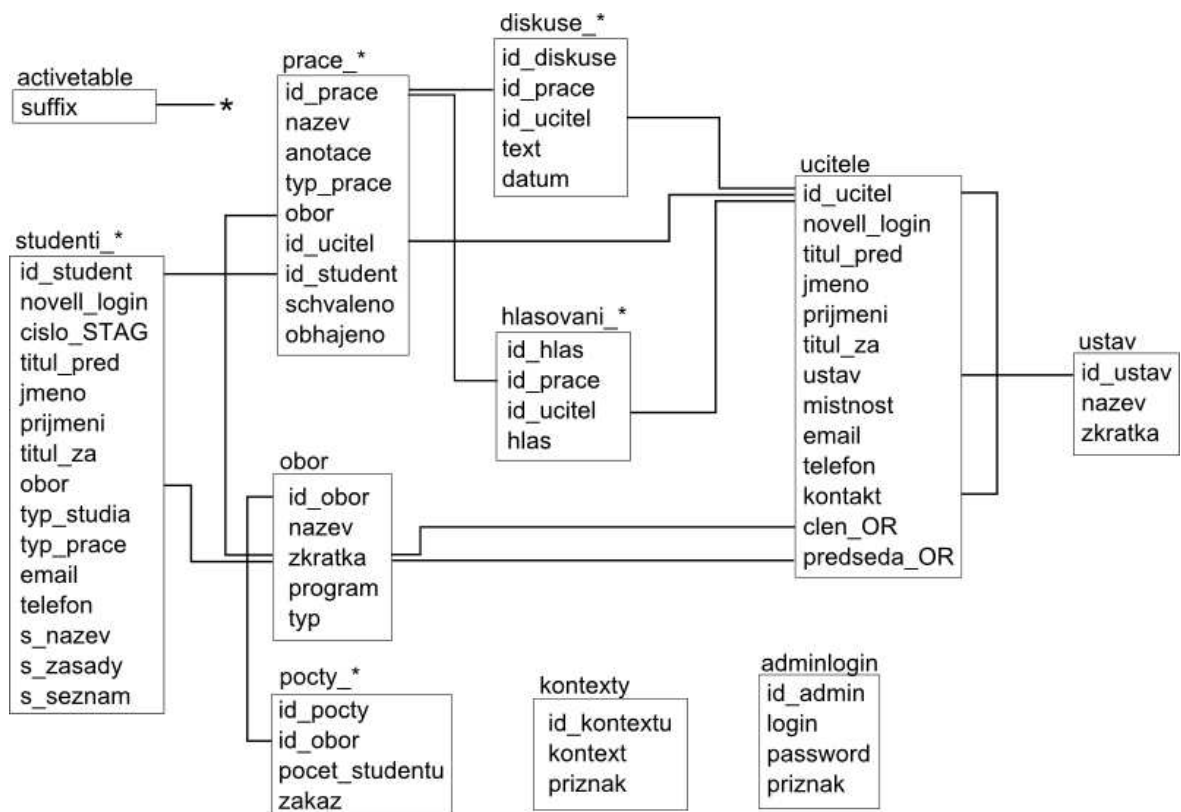 activetable
suffix
*
prace_*
id_prace
nazev
anotace
typ_prace
obor
id_ucitel
id_student
schvaleno
obhajeno
diskuse_*
id_diskuse
id_prace
id_ucitel
text
datum
studenti_*
id_student
novell_login
cislo_STAG
titul_pred
jmeno
prijmeni
titul_za
obor
typ_studia
typ_prace
email
telefon
s_nazev
s_zasady
s_seznam
hlasovani_*
id_hlas
id_prace
id_ucitel
hlas
ucitele
id_ucitel
novell_login
titul_pred
jmeno
prijmeni
titul_za
ustav
mistnost
email
telefon
kontakt
clen_OR
predseda_OR
ustav
id_ustav
nazev
zkratka
obor
id_obor
nazev
zkratka
program
typ
pocty_*
id_pocty
id_obor
pocet_studentu
zakaz
kontexty
id_kontextu
kontext
priznak
adminlogin
id_admin
login
password
priznak